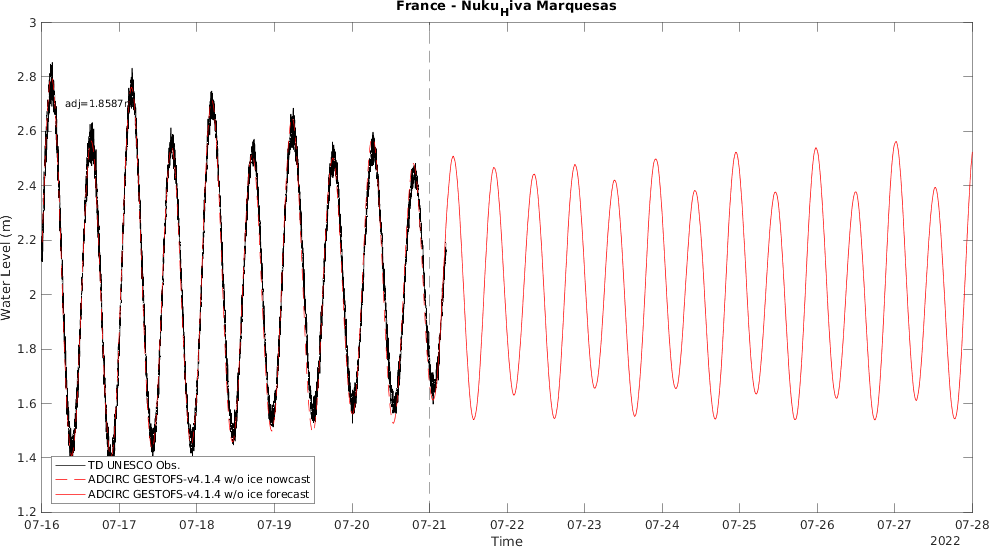 France - Nuku Hiva Marquesas
3
2.8
2.6
2.4
2.2
2
1.8
1.6
1.4
1.2
Water Level (m)
adj=1.8587
TD UNESCO Obs.
ADCIRC GESTOFS-v4.1.4 w/o ice nowcast
ADCIRC GESTOFS-v4.1.4 w/o ice forecast
07-16 07-17 07-18 07-19 07-20 07-21 07-22 07-23 07-24 07-25 07-26 07-27 07-28
Time
2022